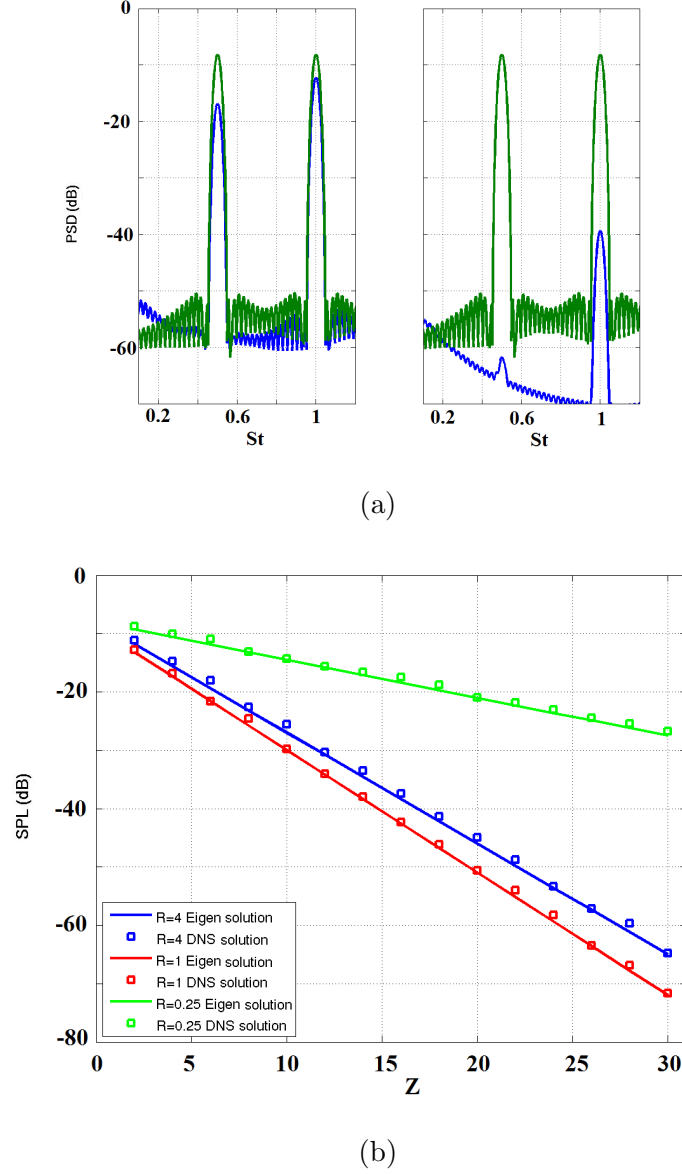 0
-20
-40
-60
PSD (dB)
0.2 0.6 1
St
0.2 0.6 1
St
(a)
0
-20
-40
-60
-80
SPL (dB)
R=4 Eigen solution
R=4 DNS solution
R=1 Eigen solution
R=1 DNS solution
R=0.25 Eigen solution
R=0.25 DNS solution
0 5 10 15 20 25 30
Z
(b)